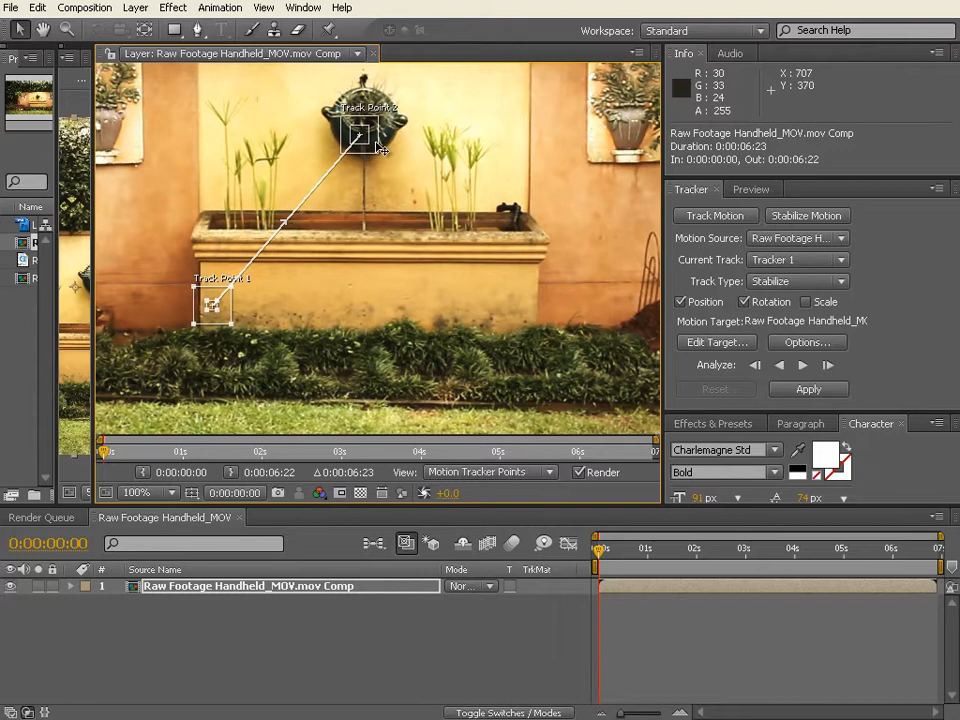 File Edit Composition Layer Effect Animation View Window Help
Workspace: Standard Search Help
Pr
Layer: Raw Footage Handheld_MOV.mov Comp
Info Audio
R: 30
G: 33
B: 24
A: 255
X: 707
Y: 370
Raw Footage Handheld_MOV.mov Comp
Duration: 0:00:06:23
In: 0:00:00:00, Out: 0:00:06:22
Track Point 2
Track Point 1
Name
Tracker Preview
Track Motion Stabilize Motion
Motion Source: Raw Footage H...
Current Track: Tracker 1
Track Type: Stabilize
Position Rotation Scale
Motion Target: Raw Footage Handheld_MO
Edit Target... Options...
Analyze:
Reset Apply
Effects & Presets Paragraph Character
Charlemagne Std
Bold
91 px 74 px
01s 02s 03s 04s 05s 06s 07
0:00:00:00 0:00:06:22 Δ0:00:06:23 View: Motion Tracker Points Render
100% 0:00:00:00 +0.0
Render Queue Raw Footage Handheld_MOV
0:00:00:00
01s 02s 03s 04s 05s 06s 07s
# Source Name Mode T TrkMat
1 Raw Footage Handheld_MOV.mov Comp Nor...
Toggle Switches / Modes